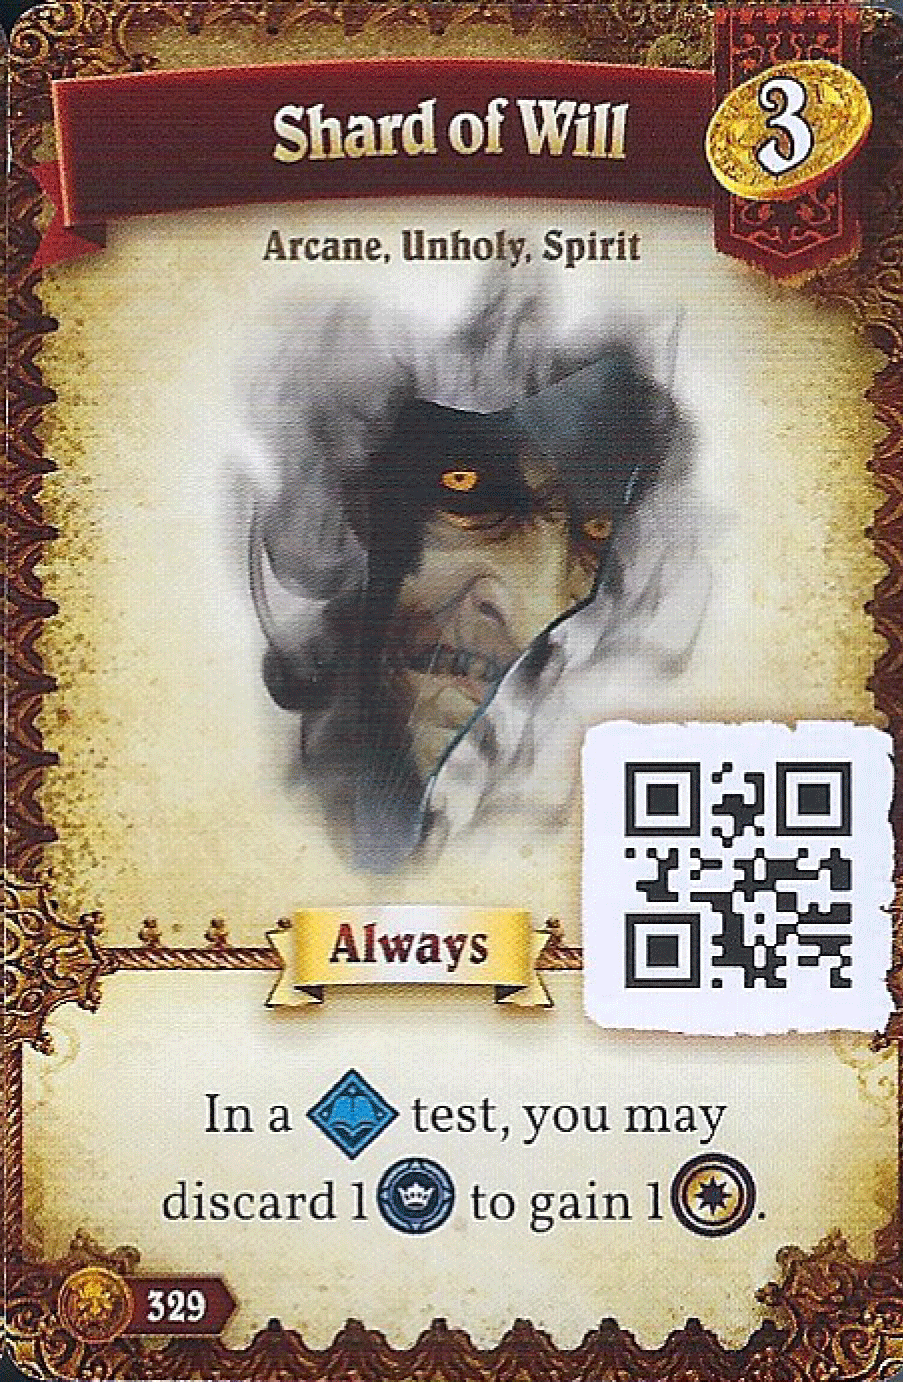 Shard of Will
3
Arcane, Unholy, Spirit
Always
In a test, you may
discard 1 to gain 1.
329